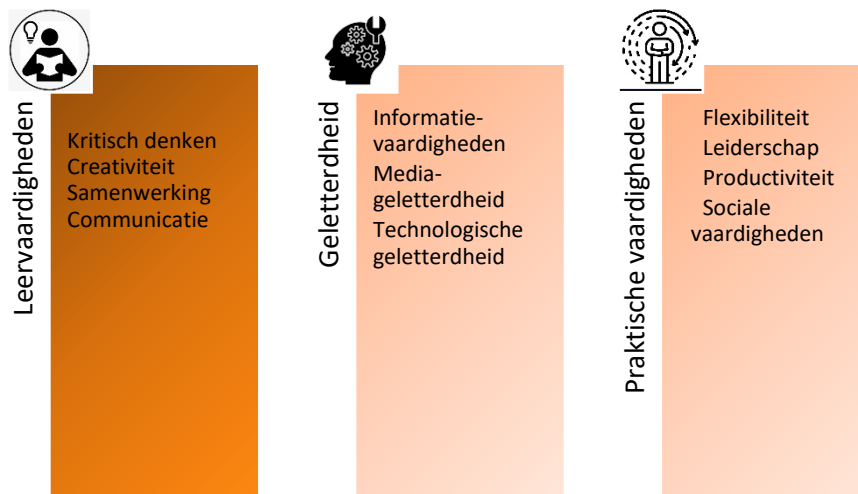 Leervaardigheden
Kritisch denken
Creativiteit
Samenwerking
Communicatie
Geletterdheid
Informatie-
vaardigheden
Media-
geletterdheid
Technologische
geletterdheid
Praktische vaardigheden
Flexibiliteit
Leiderschap
Productiviteit
Sociale
vaardigheden